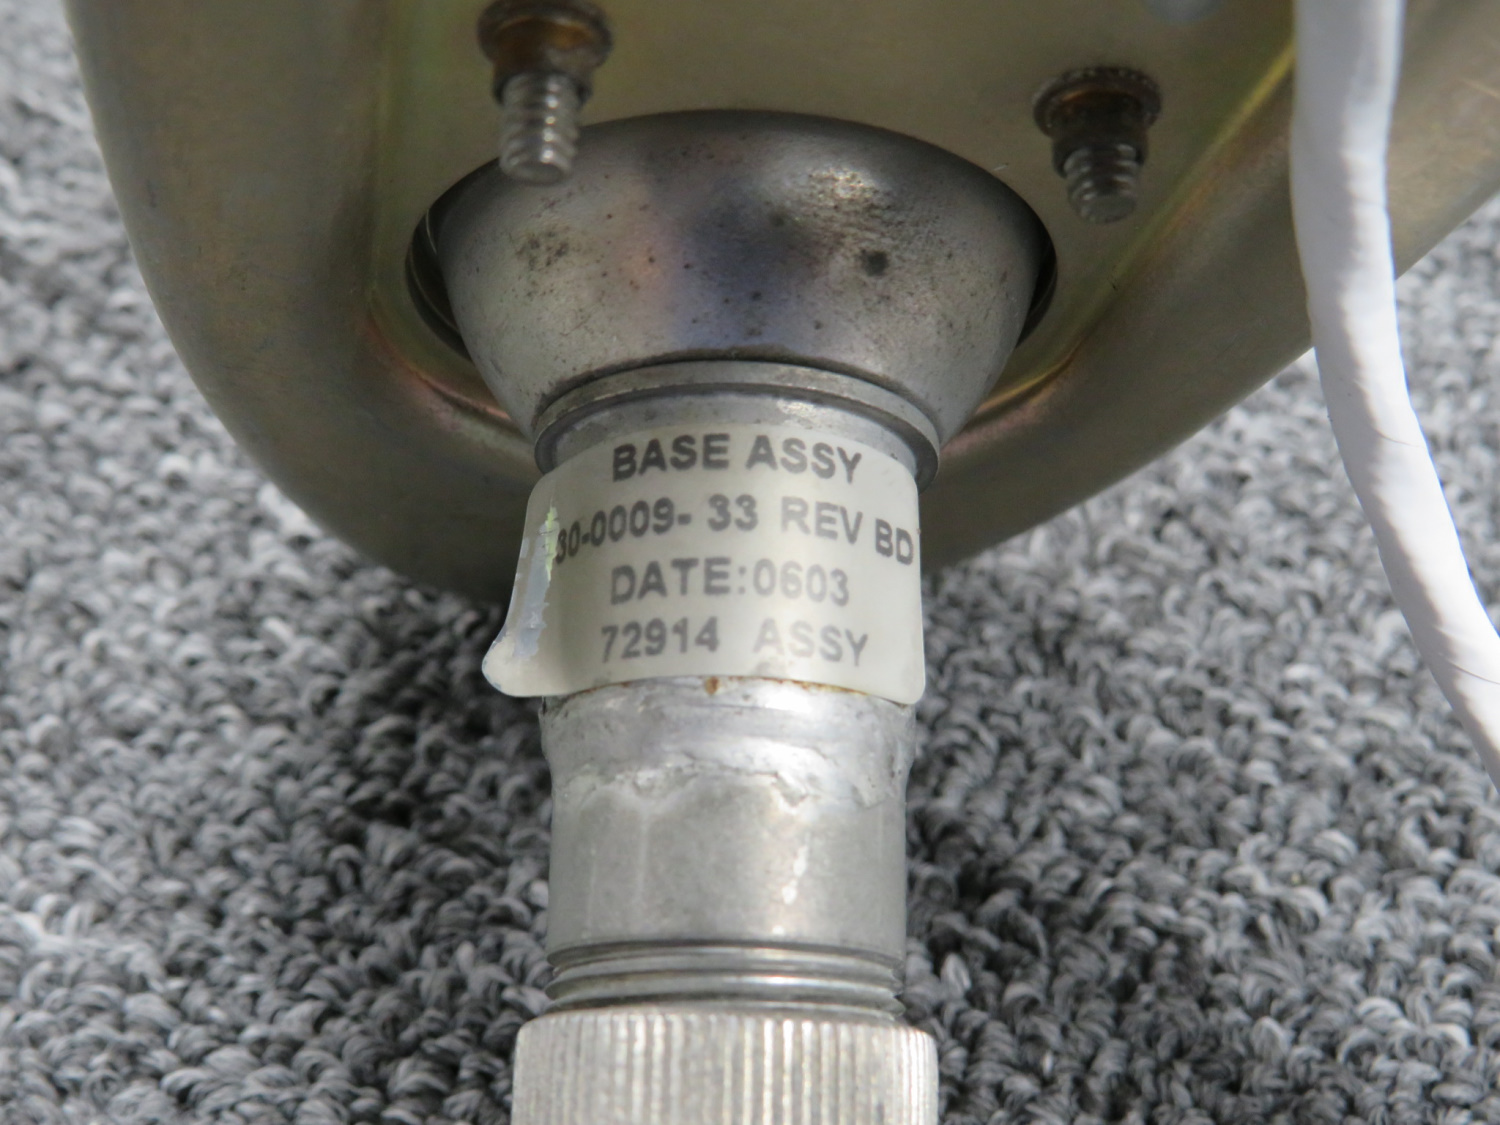 BASE ASSY
30-0009- 33 REV BD
DATE:0603
72914 ASSY